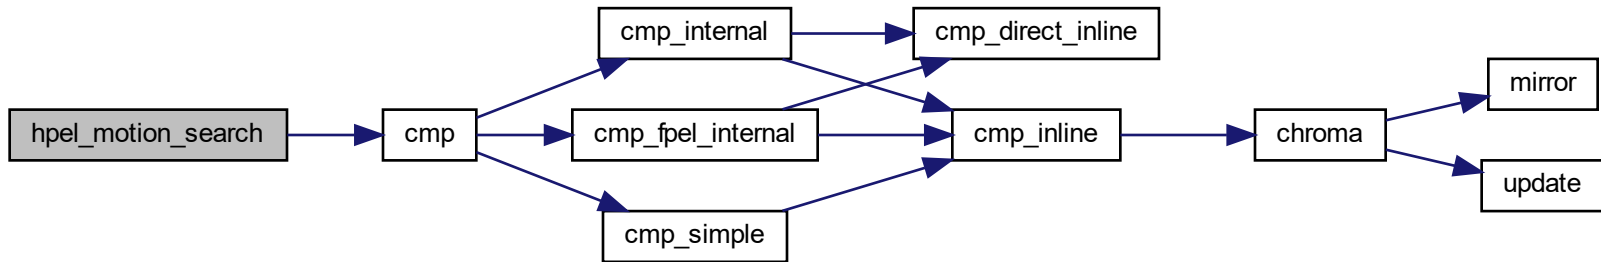 cmp_internal
cmp_direct_inline
mirror
hpel_motion_search
cmp
cmp_fpel_internal
cmp_inline
chroma
update
cmp_simple